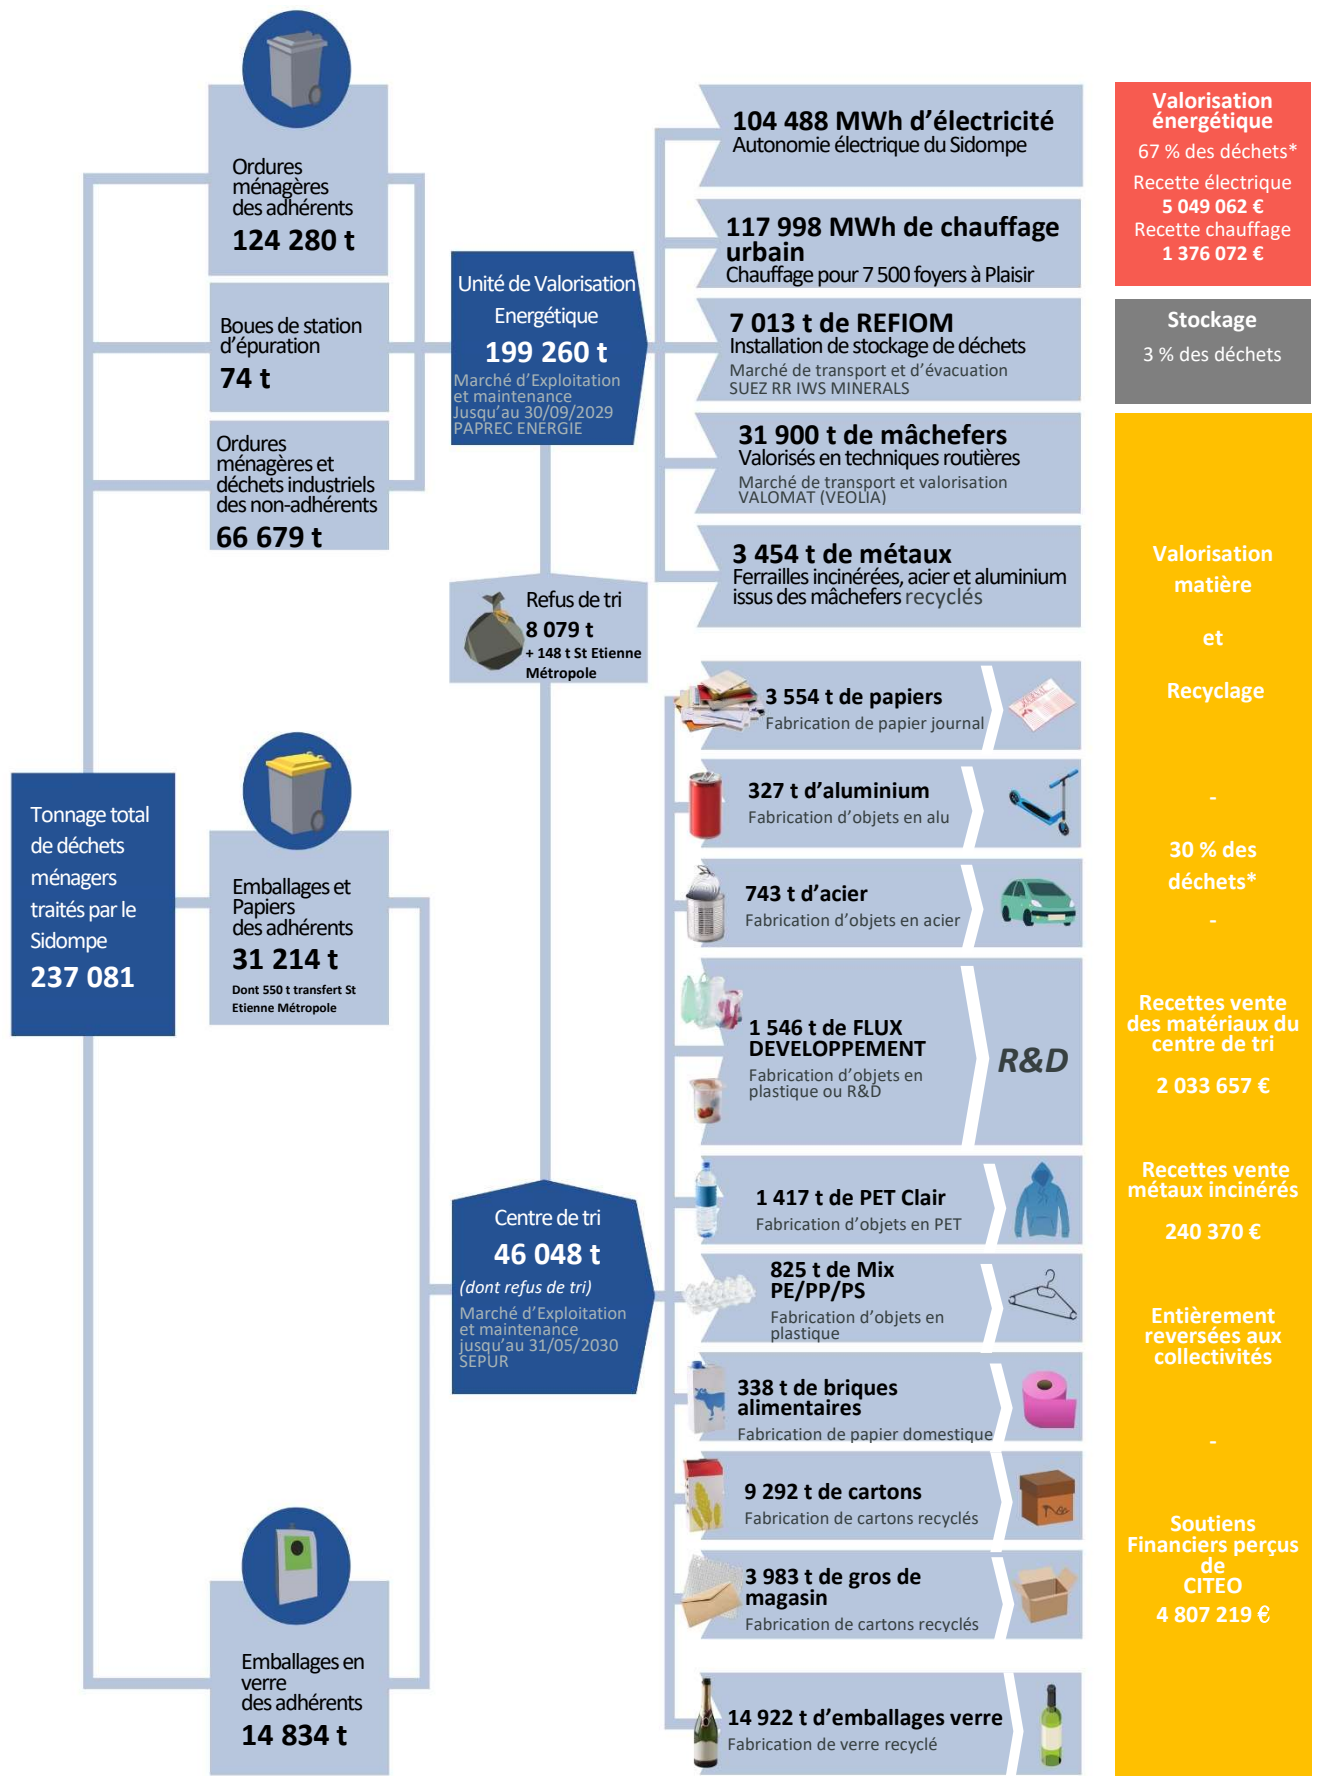 Ordures
ménagères
des adhérents
124 280 t
Boues de station
d'épuration
74 t
Ordures
ménagères et
déchets industriels
des non-adhérents
66 679 t
Tonnage total
de déchets
ménagers
traités par le
Sidompe
237 081
Emballages et
Papiers
des adhérents
31 214 t
Dont 550 t transfert St
Etienne Métropole
Emballages en
verre
des adhérents
14 834 t
Unité de Valorisation
Energétique
199 260 t
Marché d'Exploitation
et maintenance
Jusqu'au 30/09/2029
PAPREC ENERGIE
Refus de tri
8 079 t
+ 148 t St Etienne
Métropole
Centre de tri
46 048 t
(dont refus de tri)
Marché d'Exploitation
et maintenance
jusqu'au 31/05/2030
SEPUR
104 488 MWh d'électricité
Autonomie électrique du Sidompe
117 998 MWh de chauffage
urbain
Chauffage pour 7 500 foyers à Plaisir
7 013 t de REFIOM
Installation de stockage de déchets
Marché de transport et d'évacuation
SUEZ RR IWS MINERALS
31 900 t de mâchefers
Valorisés en techniques routières
Marché de transport et valorisation
VALOMAT (VEOLIA)
3 454 t de métaux
Ferrailles incinérées, acier et aluminium
issus des mâchefers recyclés
3 554 t de papiers
Fabrication de papier journal
327 t d'aluminium
Fabrication d'objets en alu
743 t d'acier
Fabrication d'objets en acier
1 546 t de FLUX
DEVELOPPEMENT
Fabrication d'objets en
plastique ou R&D
R&D
1 417 t de PET Clair
Fabrication d'objets en PET
825 t de Mix
PE/PP/PS
Fabrication d'objets en
plastique
338 t de briques
alimentaires
Fabrication de papier domestique
9 292 t de cartons
Fabrication de cartons recyclés
3 983 t de gros de
magasin
Fabrication de cartons recyclés
14 922 t d'emballages verre
Fabrication de verre recyclé
Valorisation
énergétique
67 % des déchets*
Recette électrique
5 049 062 €
Recette chauffage
1 376 072 €
Stockage
3 % des déchets
Valorisation
matière
et
Recyclage
-
30 % des
déchets*
-
Recettes vente
des matériaux du
centre de tri
2 033 657 €
Recettes vente
métaux incinérés
240 370 €
Entièrement
reversées aux
collectivités
-
Soutiens
Financiers perçus
de
CITEO
4 807 219 €